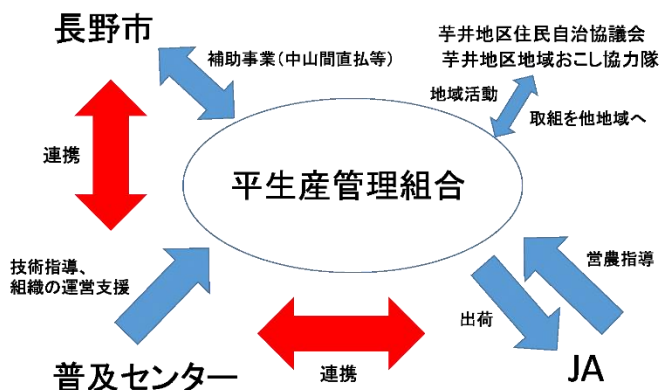 長野市
補助事業(中山間直払等)
芋井地区住民自治協議会
芋井地区地域おこし協力隊
地域活動
取組を他地域へ
連携
平生産管理組合
技術指導、
組織の運営支援
営農指導
出荷
普及センター
連携
JA